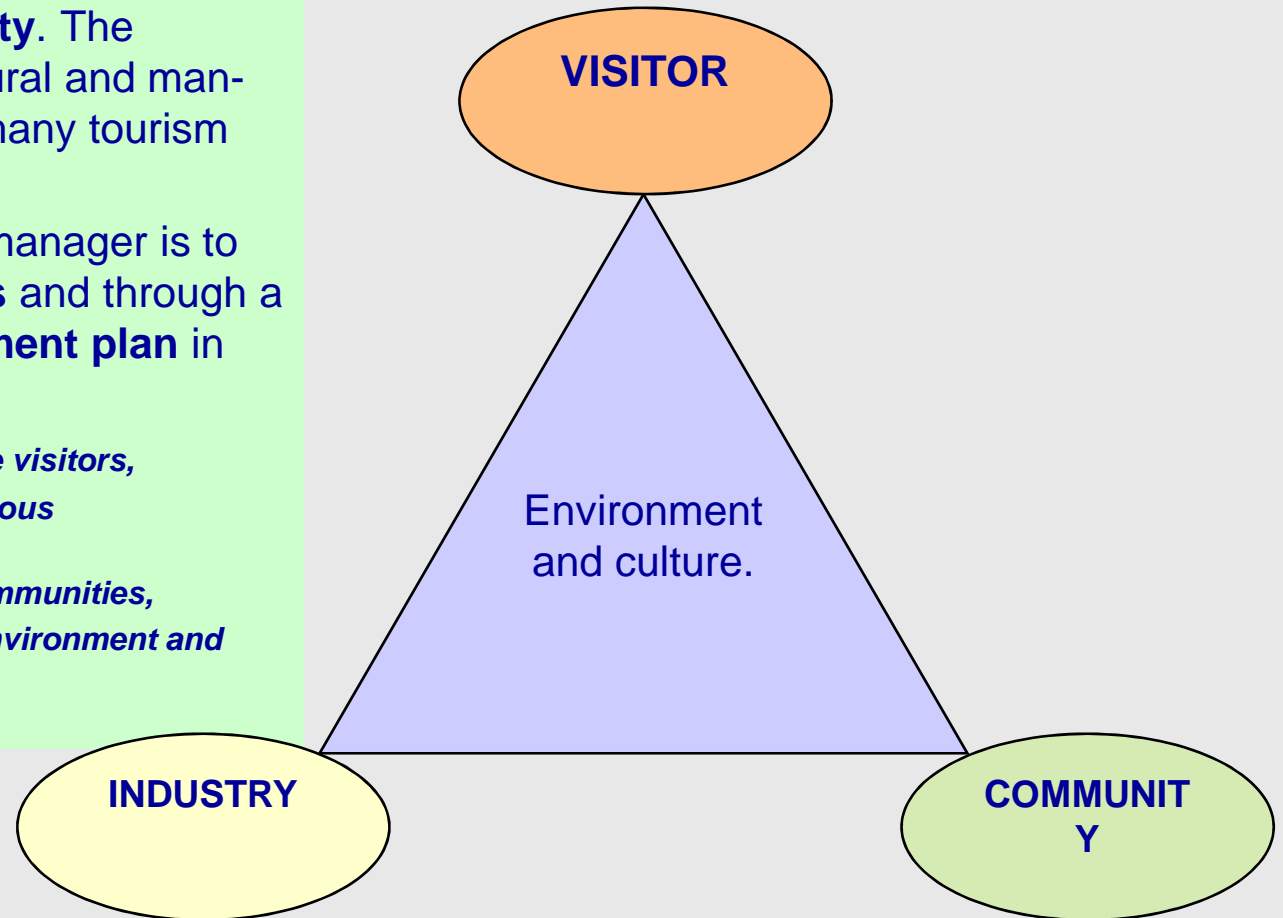 ty. The
ural and man-
many tourism
manager is to
s and through a
ment plan in
e visitors,
ous
mmunities,
nvironment and
VISITOR
Environment
and culture.
INDUSTRY
COMMUNIT
Y